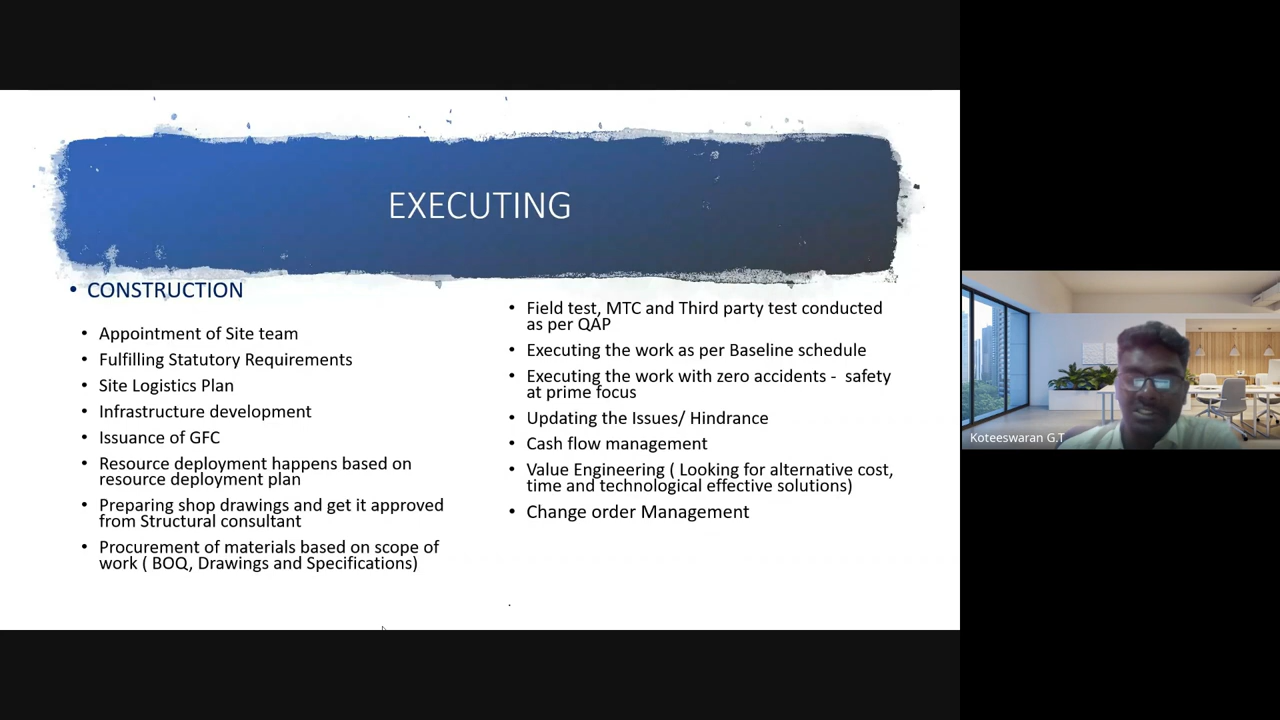 EXECUTING
• CONSTRUCTION
• Appointment of Site team
• Fulfilling Statutory Requirements
• Site Logistics Plan
• Infrastructure development
• Issuance of GFC
• Resource deployment happens based on
resource deployment plan
• Preparing shop drawings and get it approved
from Structural consultant
• Procurement of materials based on scope of
work ( BOQ, Drawings and Specifications)
• Field test, MTC and Third party test conducted
as per QAP
• Executing the work as per Baseline schedule
• Executing the work with zero accidents - safety
at prime focus
• Updating the Issues/ Hindrance
• Cash flow management
• Value Engineering ( Looking for alternative cost,
time and technological effective solutions)
• Change order Management
.
Koteeswaran G.T